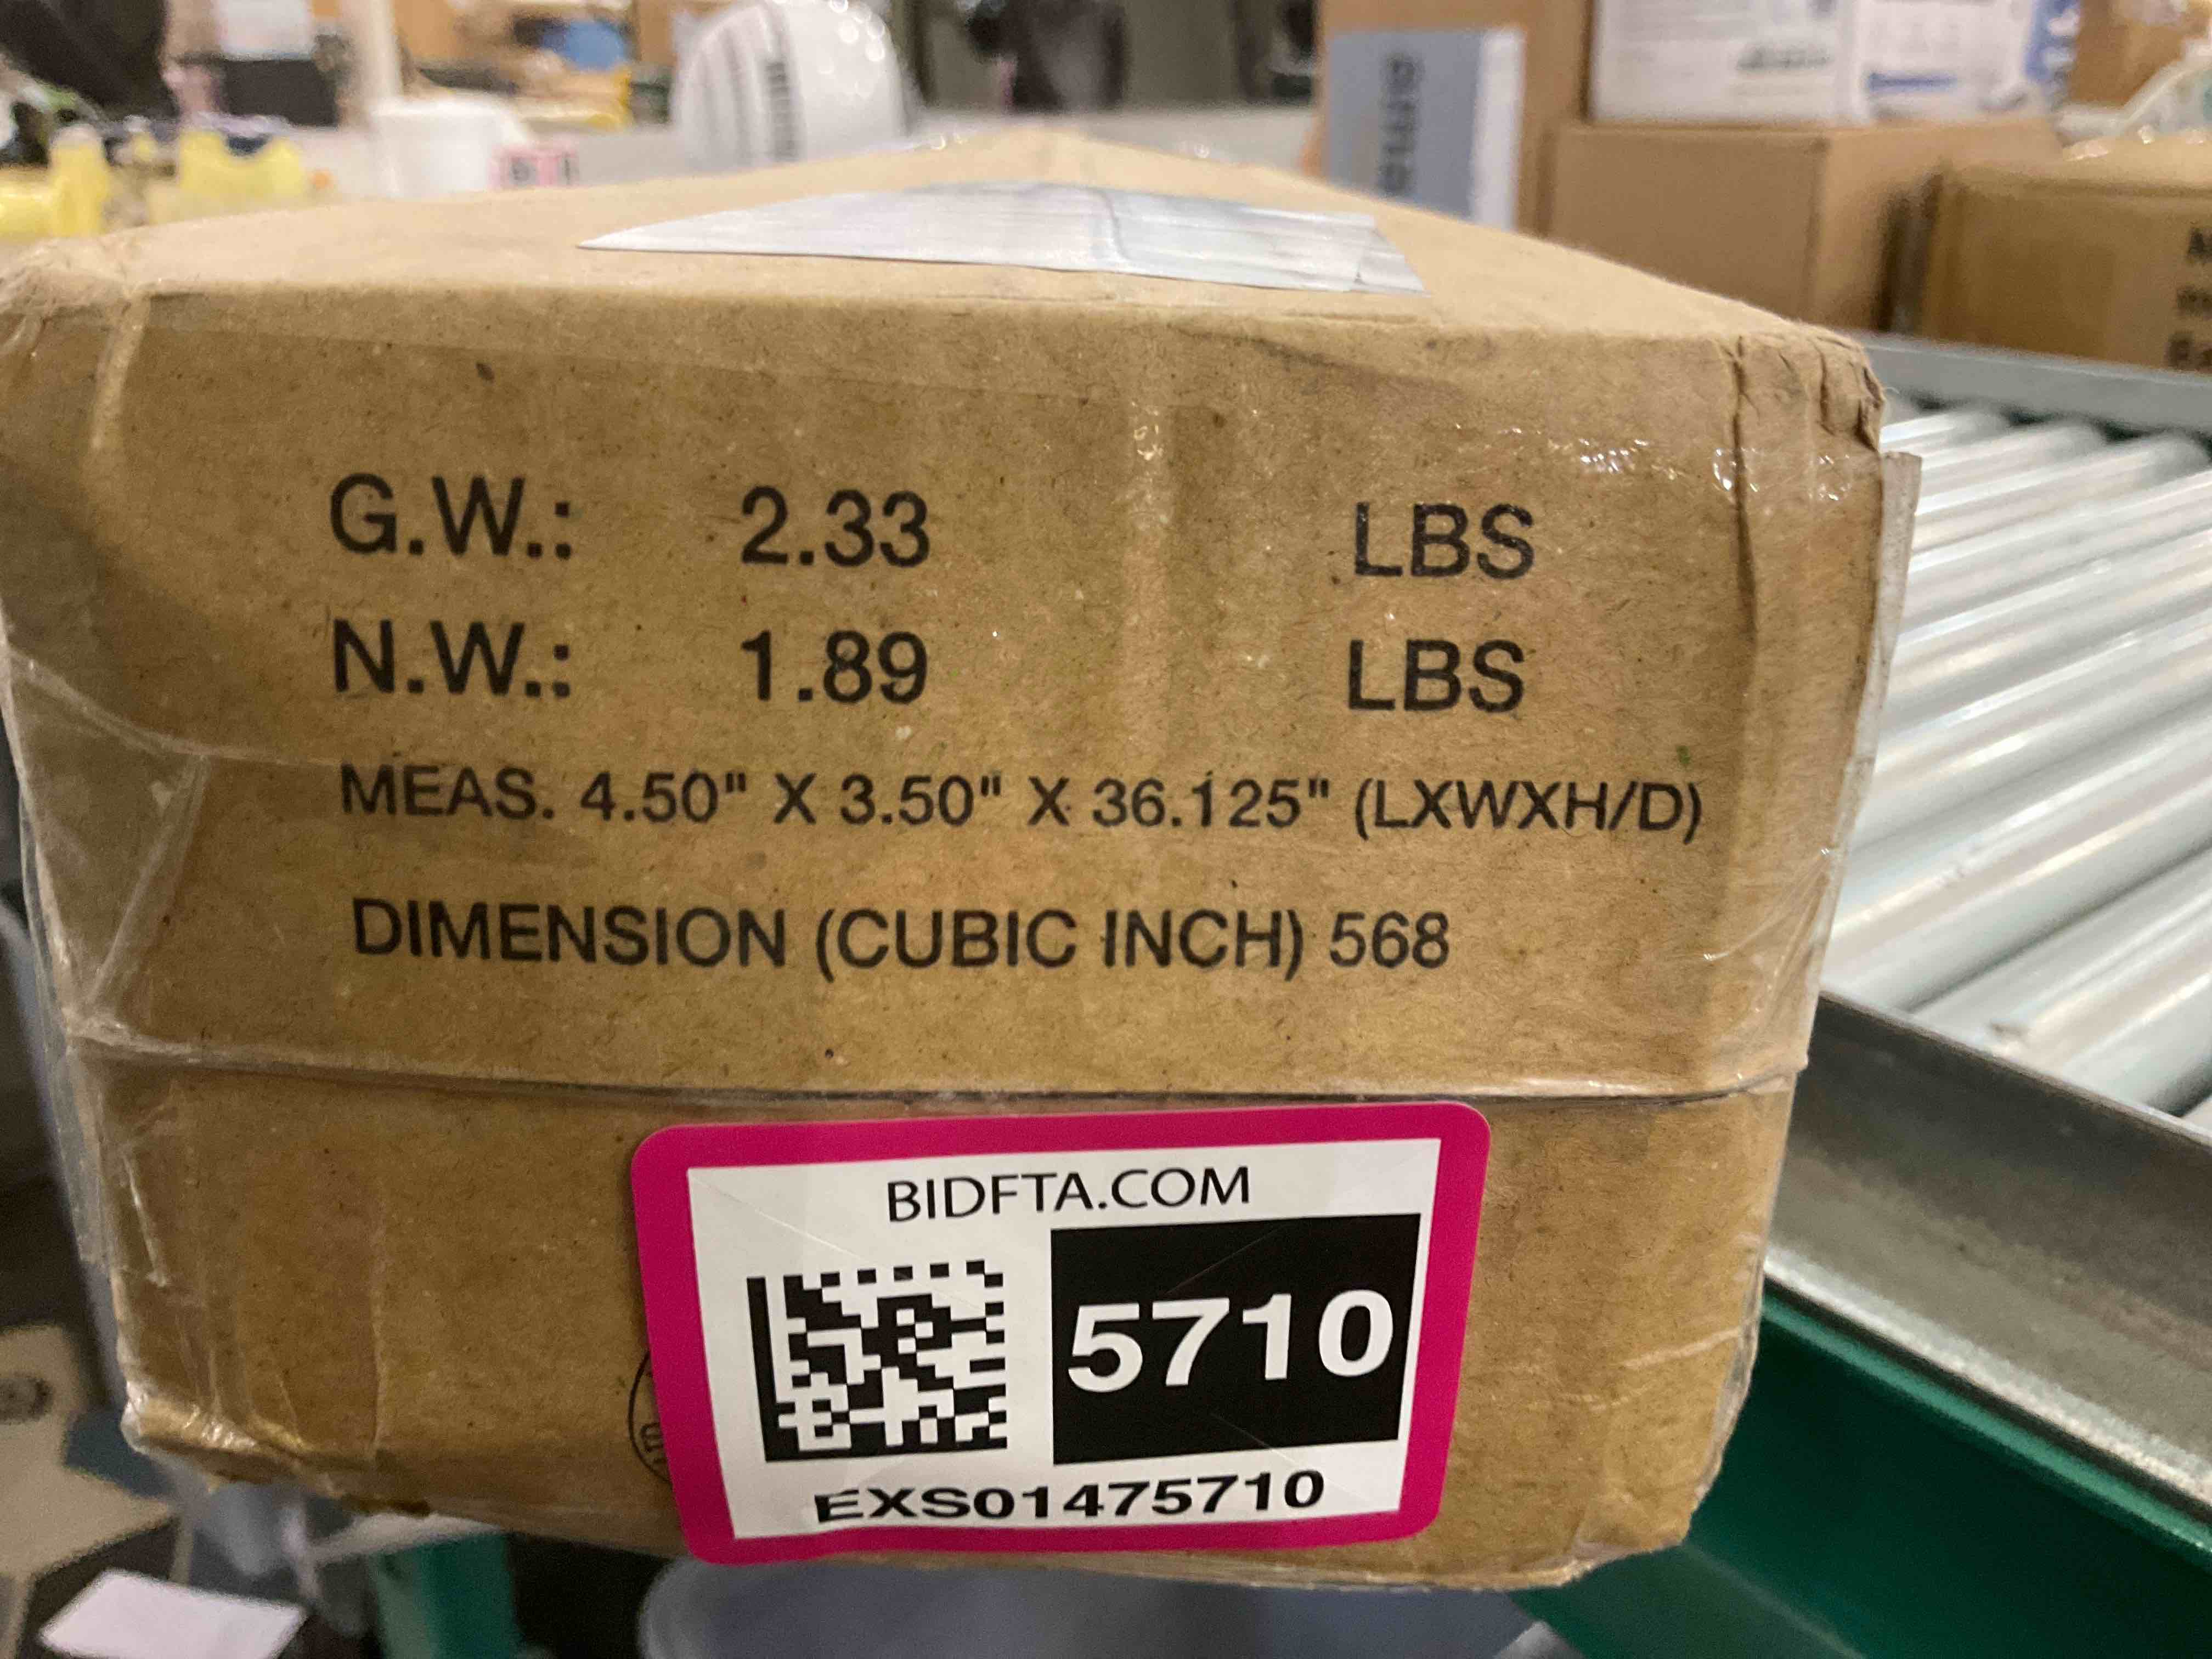 G.W.: 2.33 LBS
N.W.: 1.89 LBS
MEAS. 4.50" X 3.50" X 36.125" (LXWXH/D)
DIMENSION (CUBIC INCH) 568
BIDFTA.COM
5710
EXS01475710